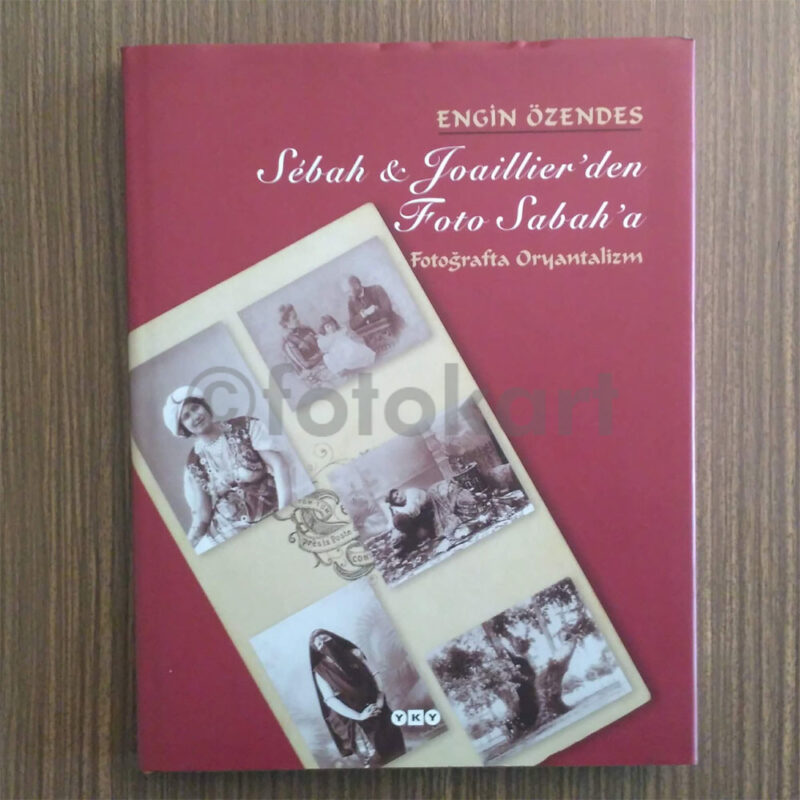 ENGİN ÖZENDES
Sébah & Joaillier'den
Foto Sabah'a
Fotoğrafta Oryantalizm
©fotokart
YKY